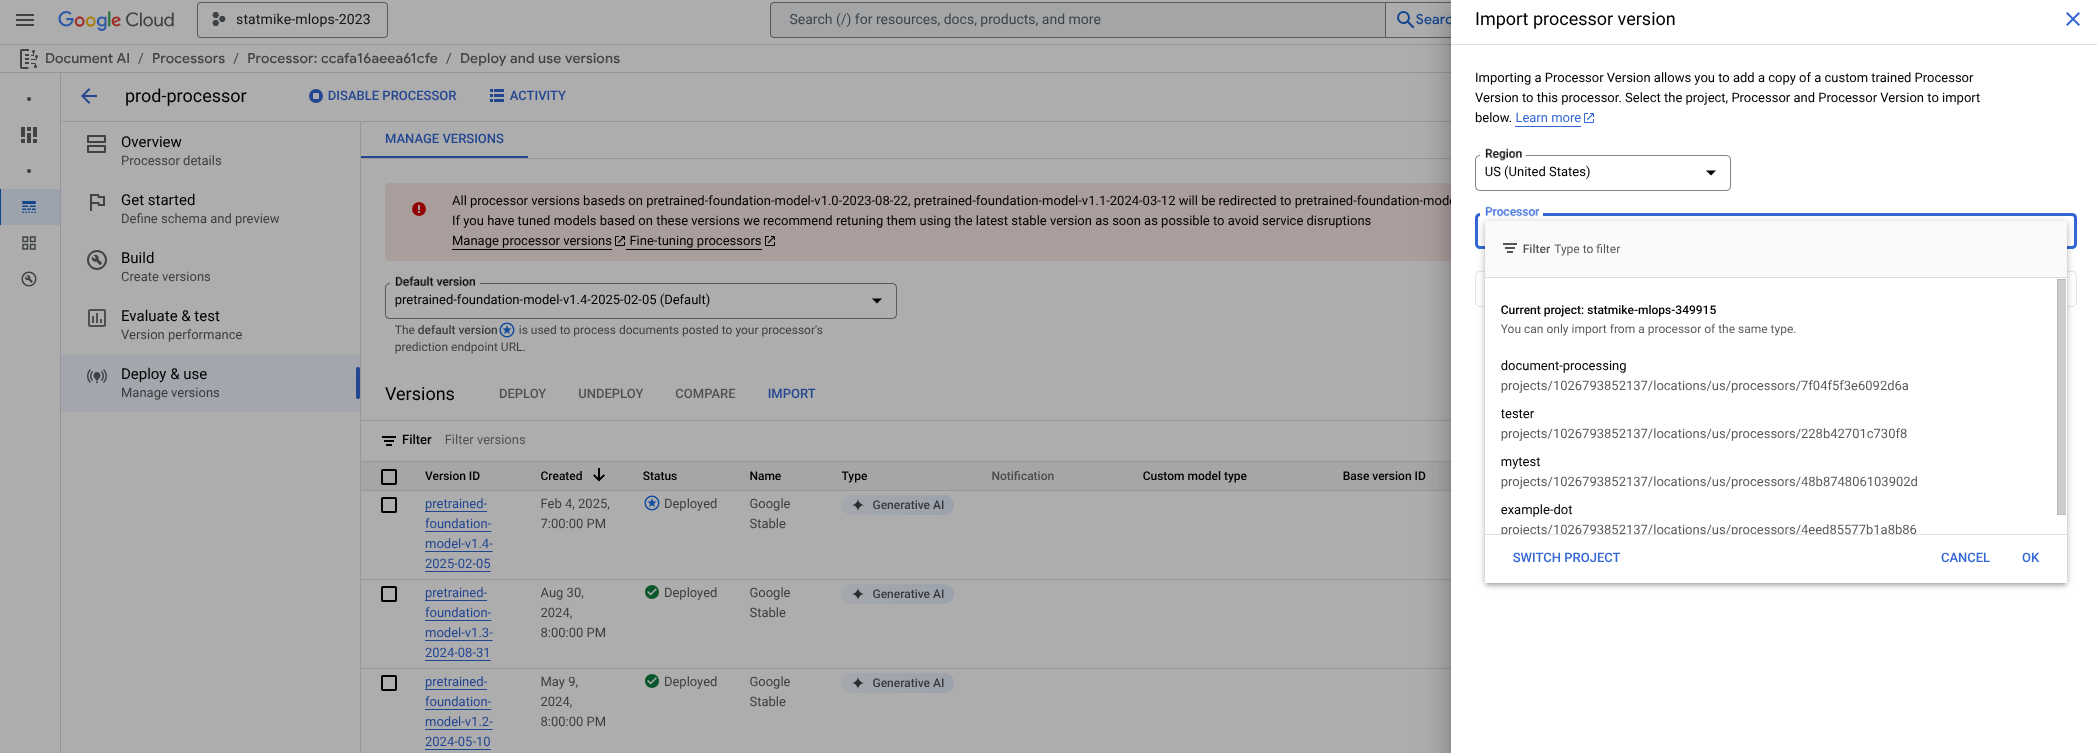 Google Cloud
statmike-mlops-2023
Search (/) for resources, docs, products, and more
Document AI / Processors / Processor: ccafa16aeea61cfe / Deploy and use versions
prod-processor
DISABLE PROCESSOR
ACTIVITY
Overview
Processor details
Get started
Define schema and preview
Build
Create versions
Evaluate & test
Version performance
Deploy & use
Manage versions
MANAGE VERSIONS
All processor versions baseds on pretrained-foundation-model-v1.0-2023-08-22, pretrained-foundation-model-v1.1-2024-03-12 will be redirected to pretrained-foundation-mode
If you have tuned models based on these versions we recommend retuning them using the latest stable version as soon as possible to avoid service disruptions
Manage processor versions Fine-tuning processors
Default version
pretrained-foundation-model-v1.4-2025-02-05 (Default)
The default version is used to process documents posted to your processor's
prediction endpoint URL.
Versions DEPLOY UNDEPLOY COMPARE IMPORT
Filter Filter versions
Version ID Created Status Name Type Notification Custom model type Base version ID
pretrained-foundation-model-v1.4-2025-02-05 Feb 4, 2025, 7:00:00 PM Deployed Google Stable Generative AI
pretrained-foundation-model-v1.3-2024-08-31 Aug 30, 2024, 8:00:00 PM Deployed Google Stable Generative AI
pretrained-foundation-model-v1.2-2024-05-10 May 9, 2024, 8:00:00 PM Deployed Google Stable Generative AI
Import processor version
Importing a Processor Version allows you to add a copy of a custom trained Processor
Version to this processor. Select the project, Processor and Processor Version to import
below. Learn more
Region
US (United States)
Processor
Filter Type to filter
Current project: statmike-mlops-349915
You can only import from a processor of the same type.
document-processing
projects/1026793852137/locations/us/processors/7f04f5f3e6092d6a
tester
projects/1026793852137/locations/us/processors/228b42701c730f8
mytest
projects/1026793852137/locations/us/processors/48b874806103902d
example-dot
projects/1026793852137/locations/us/processors/4eed85577b1a8b86
SWITCH PROJECT
CANCEL
OK